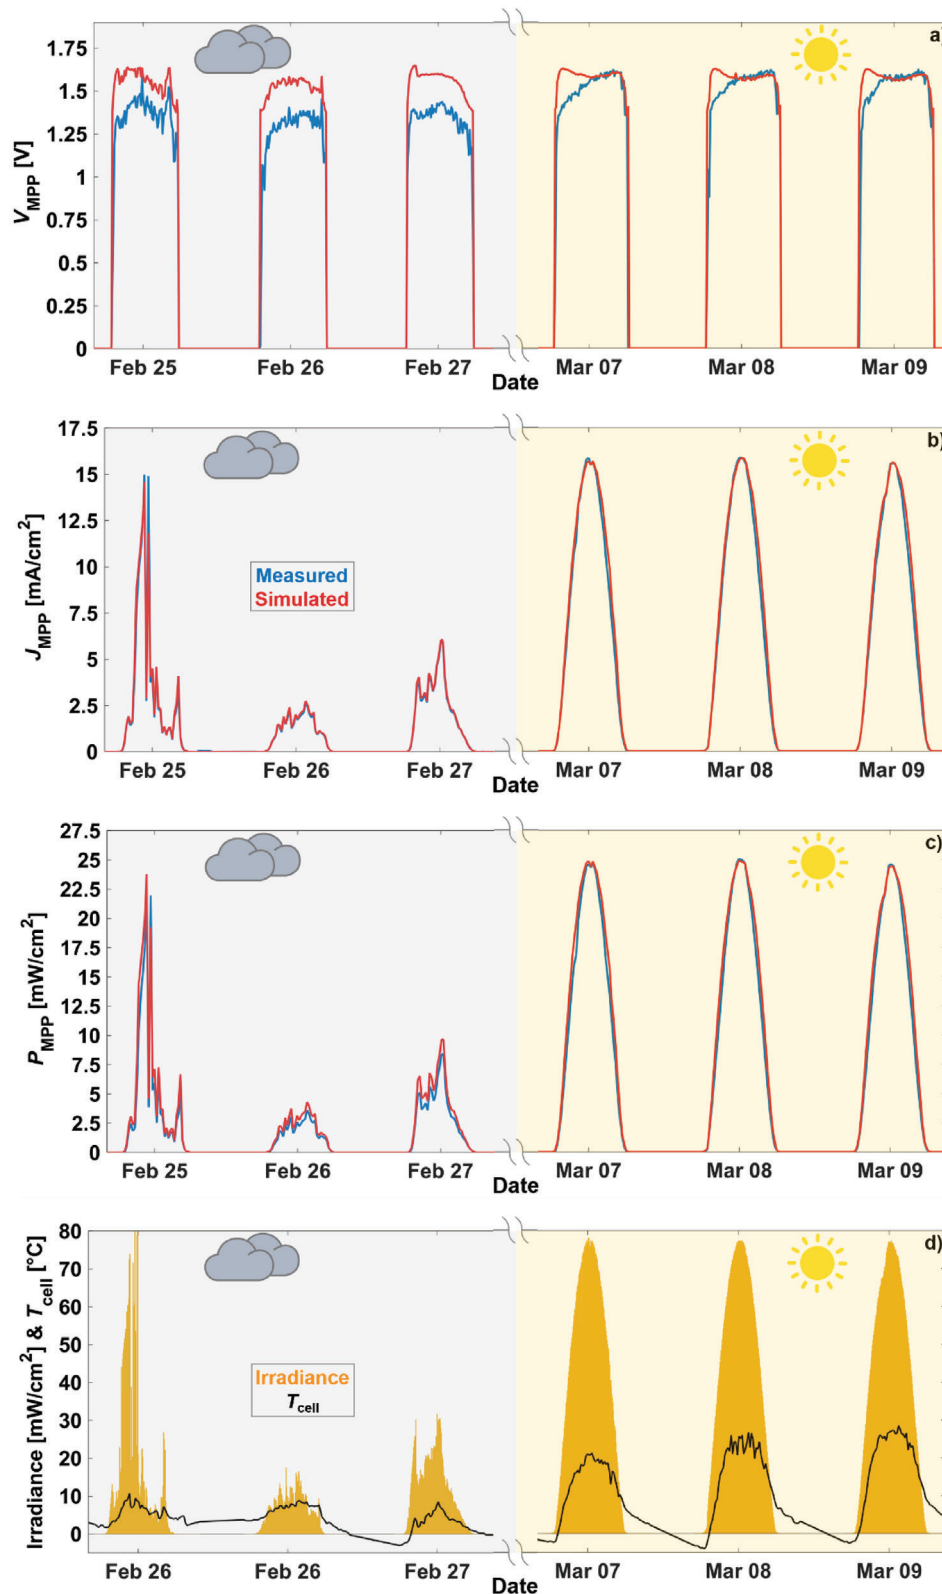 a)
1.75
1.5
1.25
1
0.75
0.5
0.25
0
V_MPP [V]
Feb 25 Feb 26 Feb 27 Mar 07 Mar 08 Mar 09
Date
b)
17.5
15
12.5
10
7.5
5
2.5
0
J_MPP [mA/cm²]
Measured
Simulated
Feb 25 Feb 26 Feb 27 Mar 07 Mar 08 Mar 09
Date
c)
27.5
25
22.5
20
17.5
15
12.5
10
7.5
5
2.5
0
P_MPP [mW/cm²]
Feb 25 Feb 26 Feb 27 Mar 07 Mar 08 Mar 09
Date
d)
80
70
60
50
40
30
20
10
0
Irradiance [mW/cm²] & T_cell [°C]
Irradiance
T_cell
Feb 26 Feb 26 Feb 27 Mar 07 Mar 08 Mar 09
Date